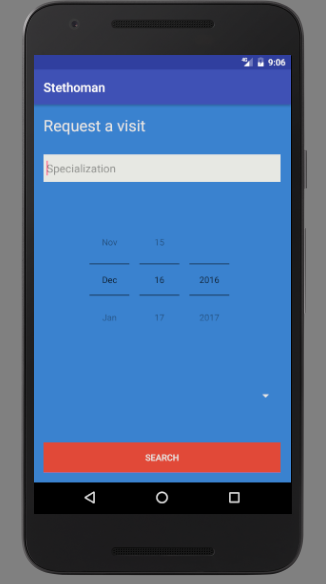 9:06
Stethoman
Request a visit
Specialization
Nov 15
Dec 16 2016
Jan 17 2017
SEARCH